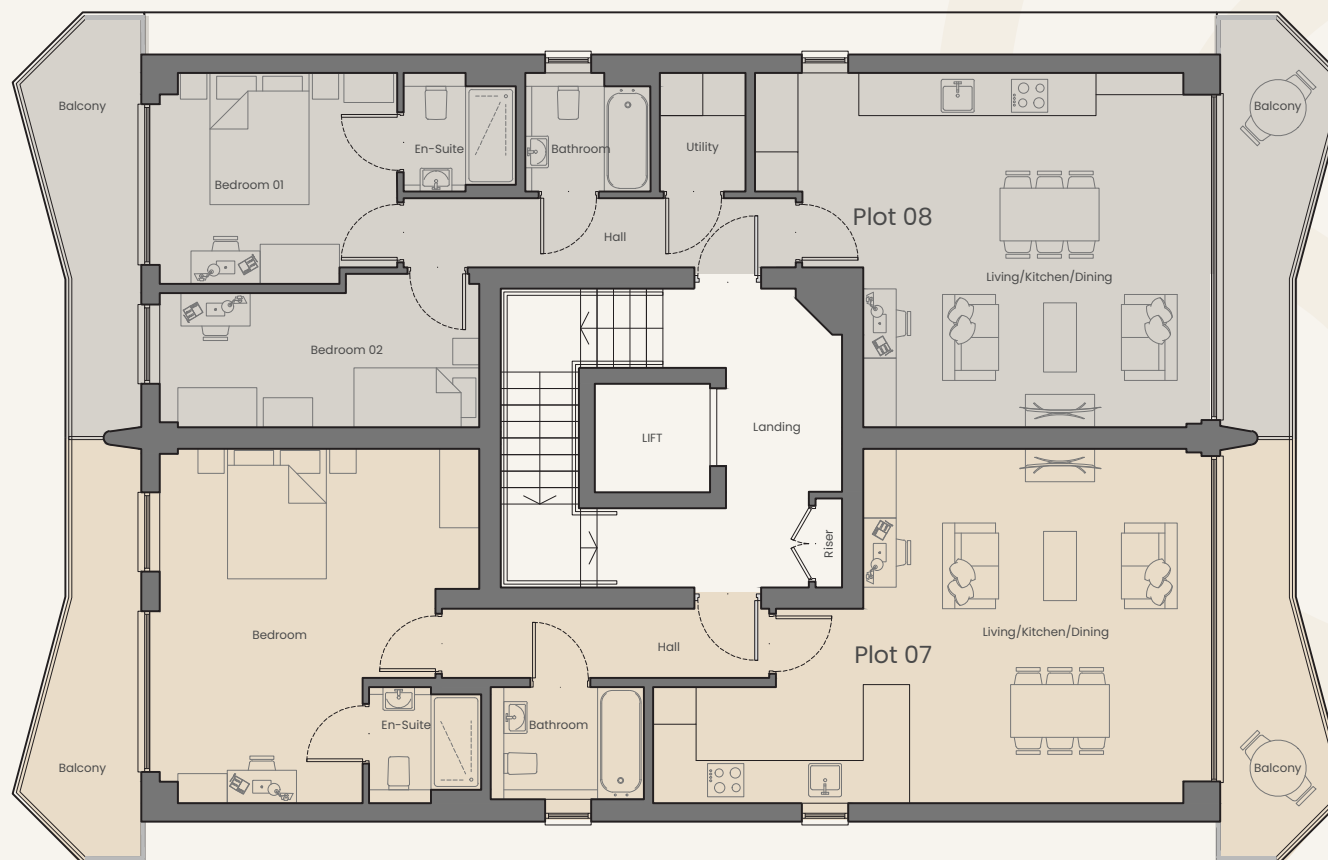 Balcony
Balcony
En-Suite
Bathroom
Utility
Bedroom 01
Plot 08
Hall
Living/Kitchen/Dining
Bedroom 02
Landing
LIFT
Riser
Bedroom
Hall
Living/Kitchen/Dining
Plot 07
En-Suite
Bathroom
Balcony
Balcony